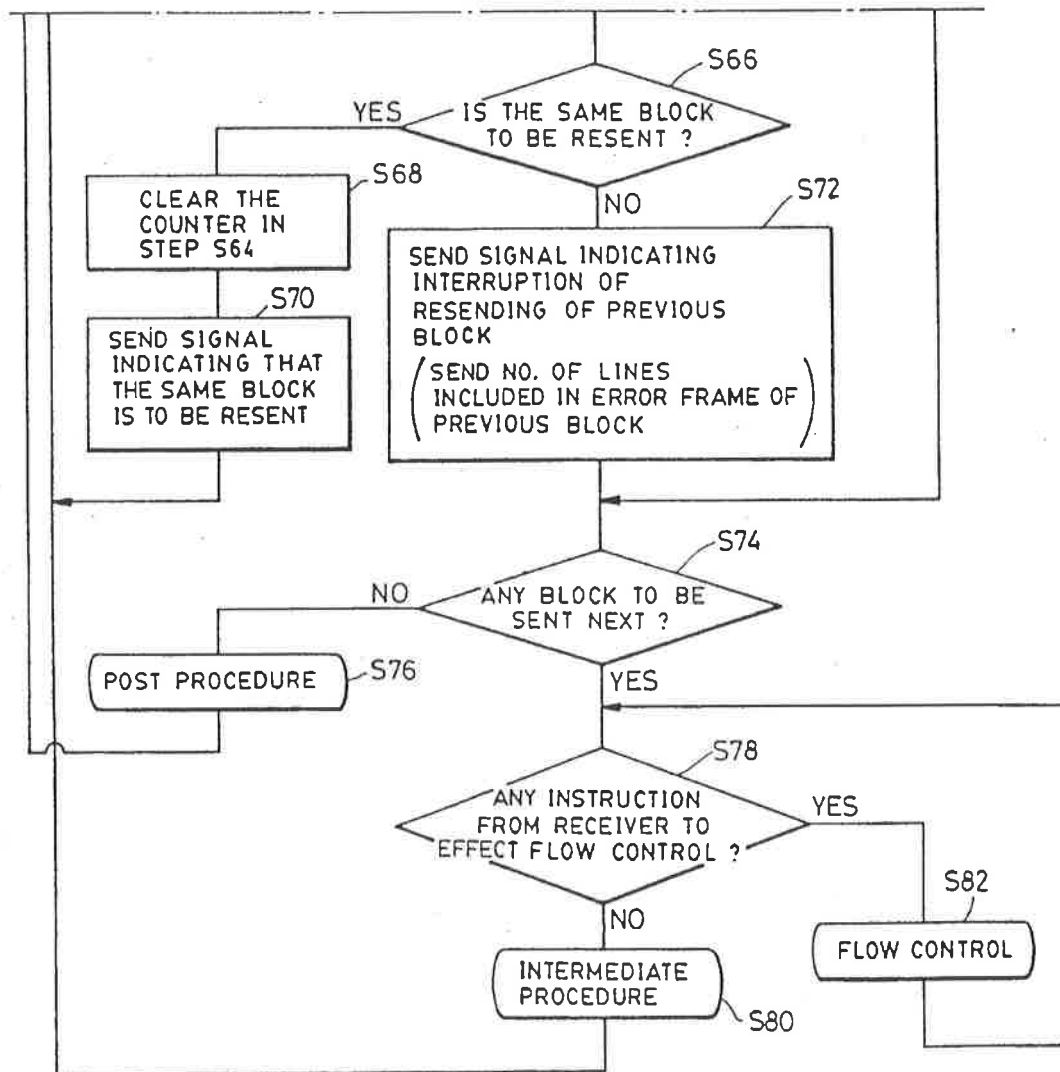 S66
IS THE SAME BLOCK
TO BE RESENT ?
YES
NO
S68
CLEAR THE
COUNTER IN
STEP S64
S70
SEND SIGNAL
INDICATING THAT
THE SAME BLOCK
IS TO BE RESENT
S72
SEND SIGNAL INDICATING
INTERRUPTION OF
RESENDING OF PREVIOUS
BLOCK
(SEND NO. OF LINES
INCLUDED IN ERROR FRAME OF
PREVIOUS BLOCK)
S74
ANY BLOCK TO BE
SENT NEXT ?
NO
YES
POST PROCEDURE
S76
S78
ANY INSTRUCTION
FROM RECEIVER TO
EFFECT FLOW CONTROL ?
YES
NO
S82
FLOW CONTROL
INTERMEDIATE
PROCEDURE
S80